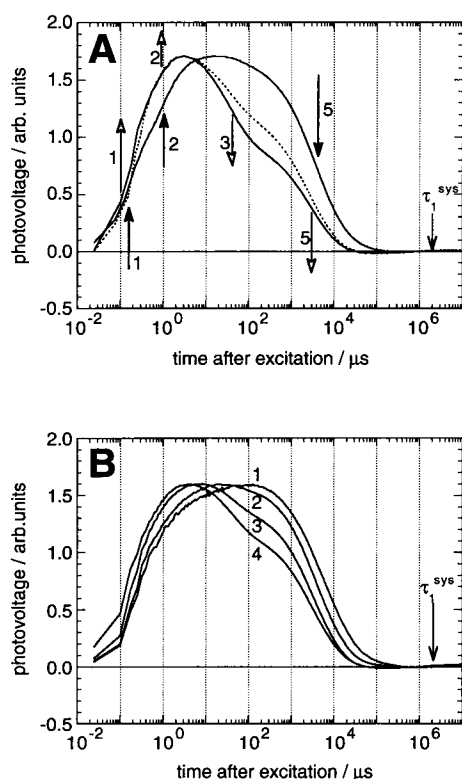 A
photovoltage / arb. units
2.0
1.5
1.0
0.5
0.0
-0.5
1
2
1
2
3
5
5
τ₁ˢʸˢ
10⁻² 10⁰ 10² 10⁴ 10⁶
time after excitation / μs
B
photovoltage / arb.units
2.0
1.5
1.0
0.5
0.0
-0.5
1
2
3
4
τ₁ˢʸˢ
10⁻² 10⁰ 10² 10⁴ 10⁶
time after excitation / μs